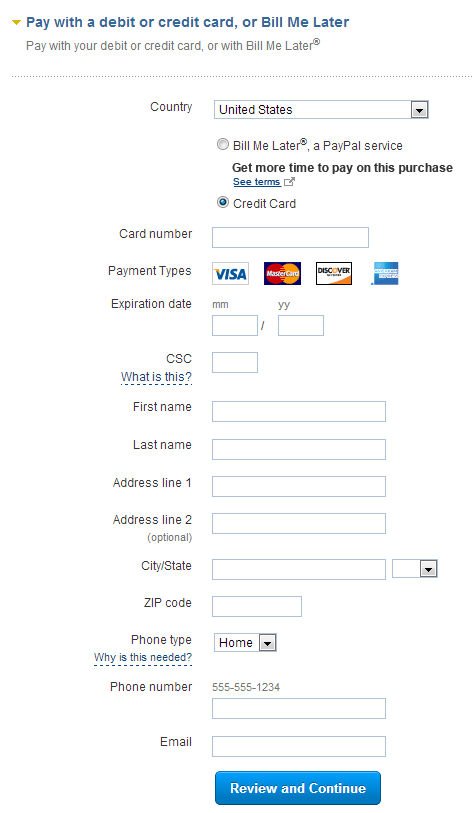 Pay with a debit or credit card, or Bill Me Later
Pay with your debit or credit card, or with Bill Me Later®
Country
United States
Bill Me Later®, a PayPal service
Get more time to pay on this purchase
See terms
Credit Card
Card number
Payment Types
VISA MasterCard DISCOVER AMERICAN EXPRESS
Expiration date
mm yy
/
CSC
What is this?
First name
Last name
Address line 1
Address line 2
(optional)
City/State
ZIP code
Phone type
Home
Why is this needed?
Phone number
555-555-1234
Email
Review and Continue